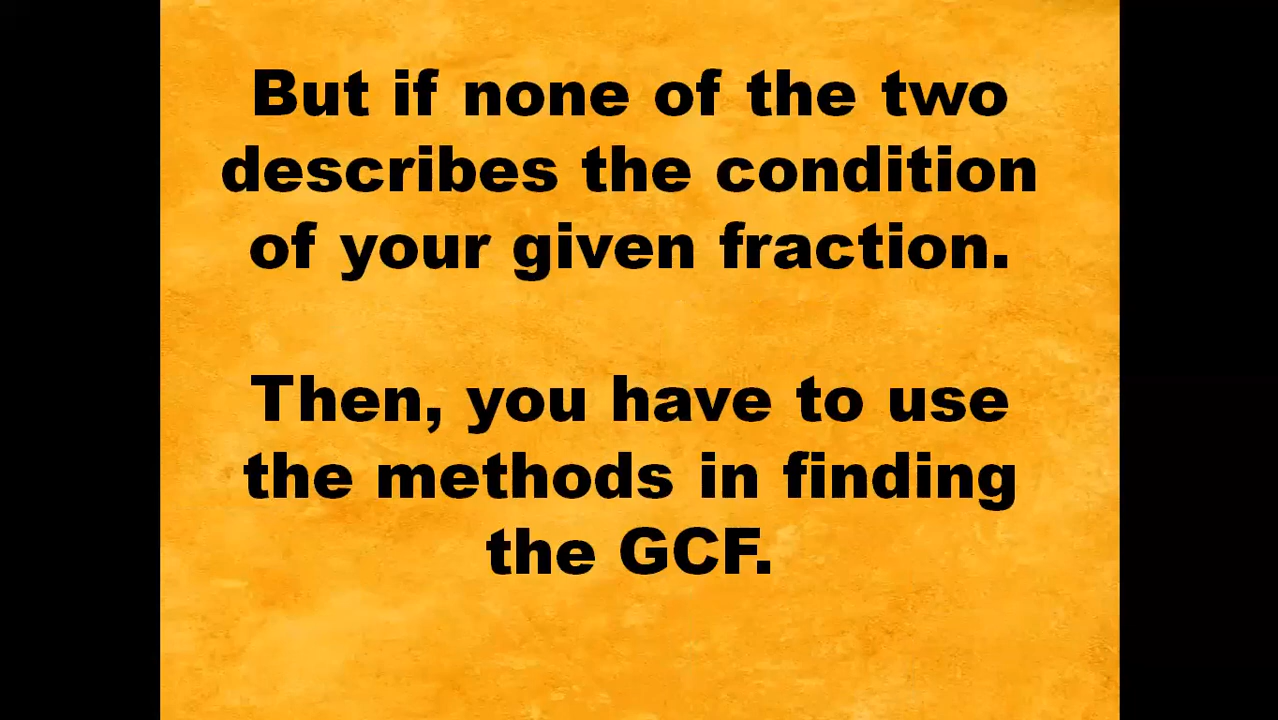 But if none of the two
describes the condition
of your given fraction.
Then, you have to use
the methods in finding
the GCF.